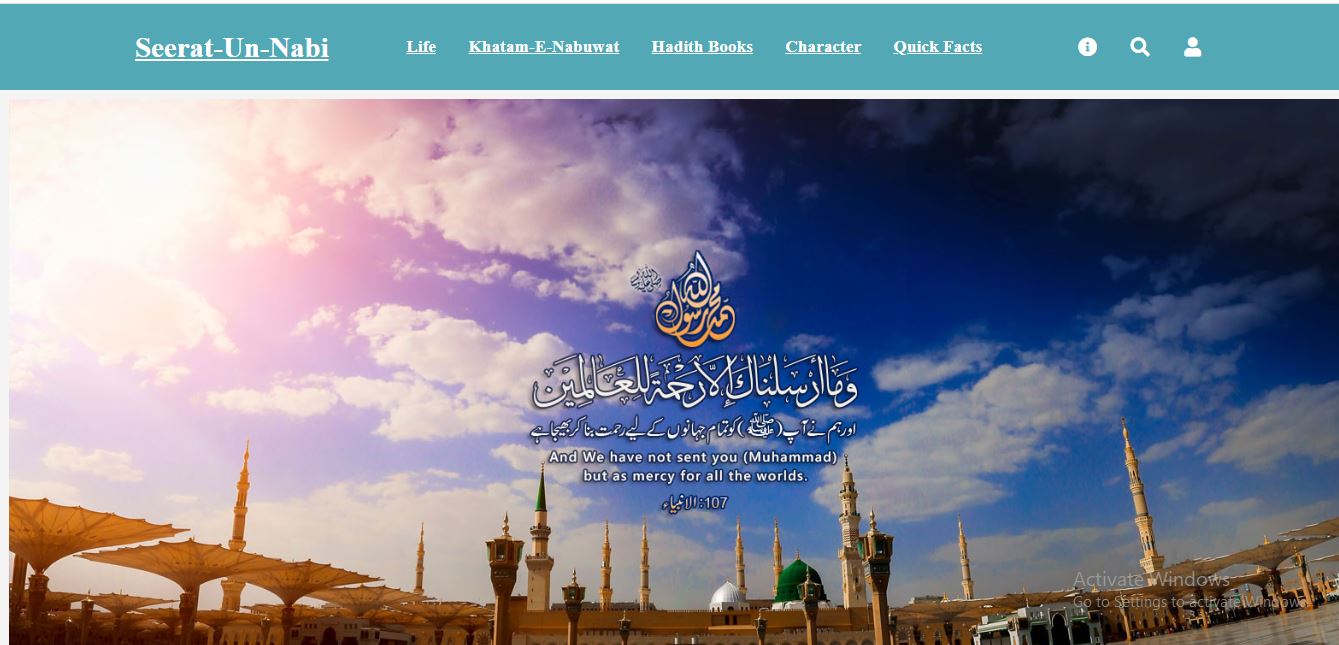 Seerat-Un-Nabi Life Khatam-E-Nabuwat Hadith Books Character Quick Facts
ﷺ
محمد رسول الله
وَمَا أَرْسَلْنَاكَ إِلَّا رَحْمَةً لِّلْعَالَمِيْنَ
اور ہم نے آپ (ﷺ) کو تمام جہانوں کے لیے رحمت بنا کر بھیجا ہے
And We have not sent you (Muhammad)
but as mercy for all the worlds.
الانبیاء :107
Activate Windows
Go to Settings to activate Windows.